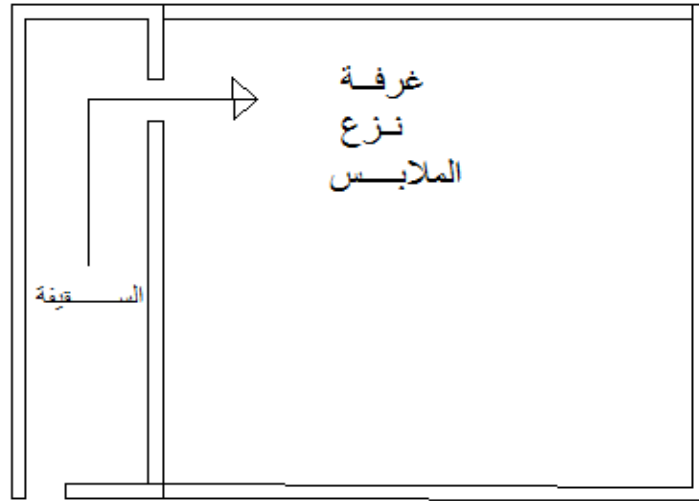 غرفة
نزع
الملابس
السقيفة